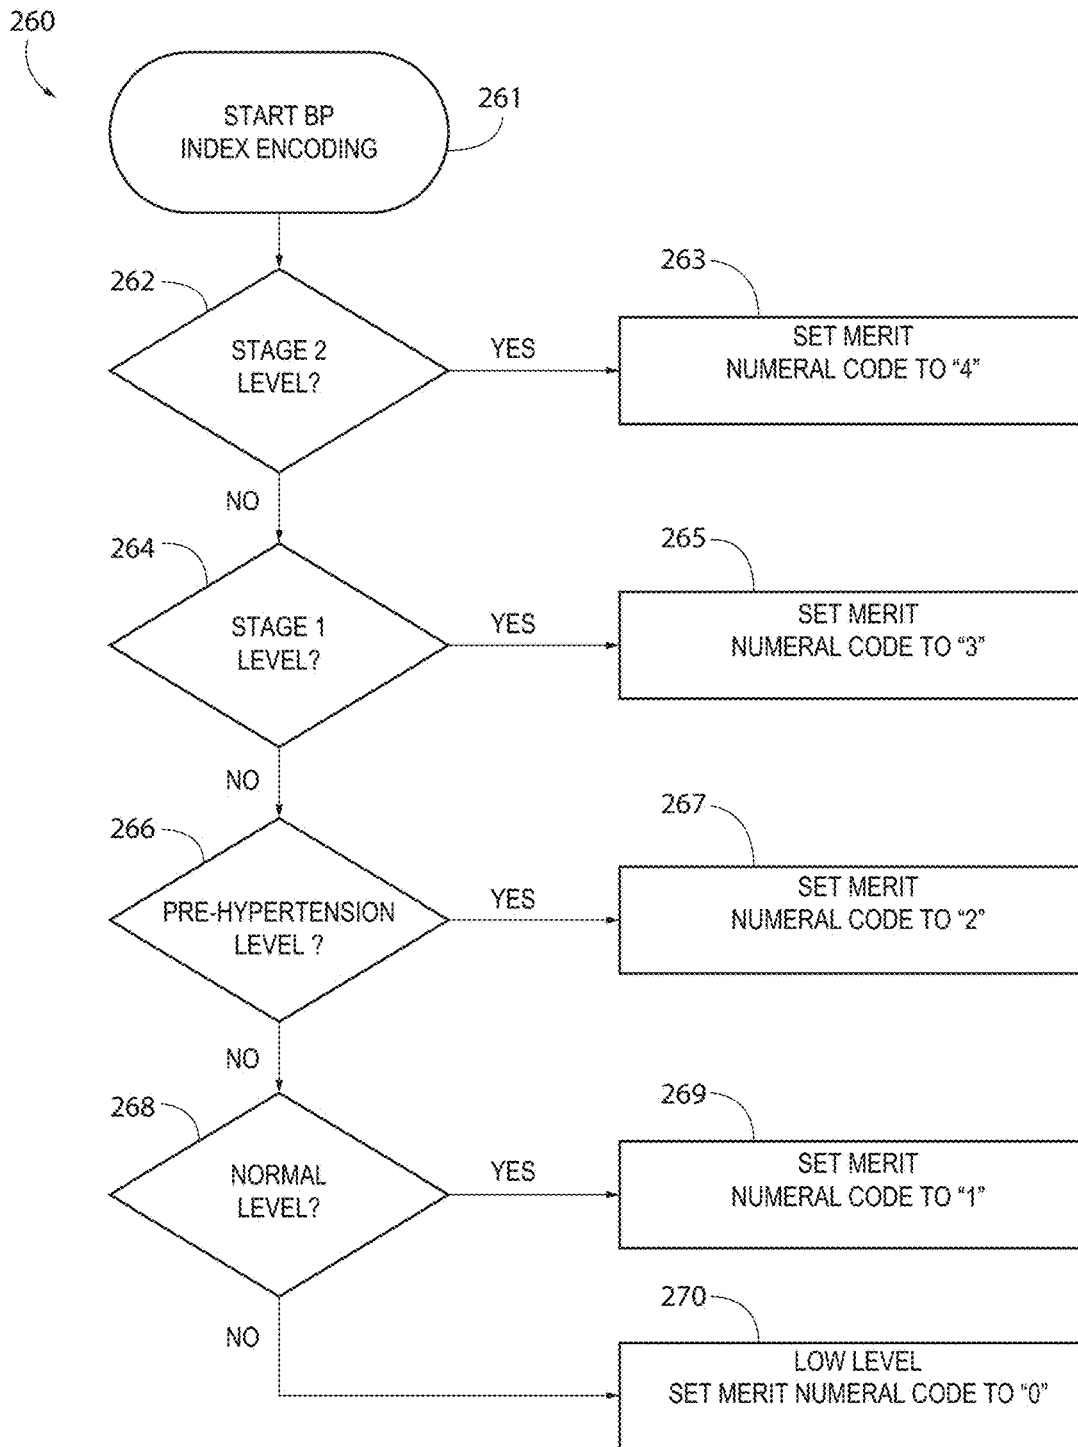 260
START BP
INDEX ENCODING
261
262
STAGE 2
LEVEL?
YES
263
SET MERIT
NUMERAL CODE TO “4”
NO
264
STAGE 1
LEVEL?
YES
265
SET MERIT
NUMERAL CODE TO “3”
NO
266
PRE-HYPERTENSION
LEVEL ?
YES
267
SET MERIT
NUMERAL CODE TO “2”
NO
268
NORMAL
LEVEL?
YES
269
SET MERIT
NUMERAL CODE TO “1”
NO
270
LOW LEVEL
SET MERIT NUMERAL CODE TO “0”